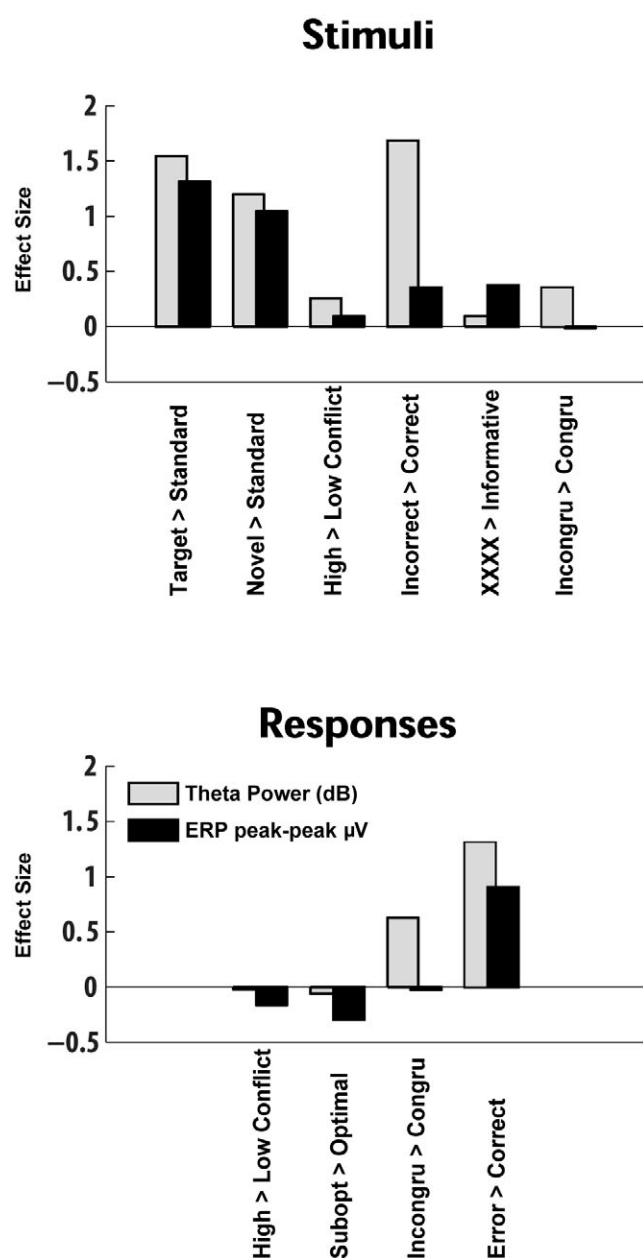 Stimuli
2
1.5
1
0.5
0
−0.5
Effect Size
Target > Standard
Novel > Standard
High > Low Conflict
Incorrect > Correct
XXXX > Informative
Incongru > Congru
Responses
2
1.5
1
0.5
0
−0.5
Effect Size
Theta Power (dB)
ERP peak-peak µV
High > Low Conflict
Subopt > Optimal
Incongru > Congru
Error > Correct